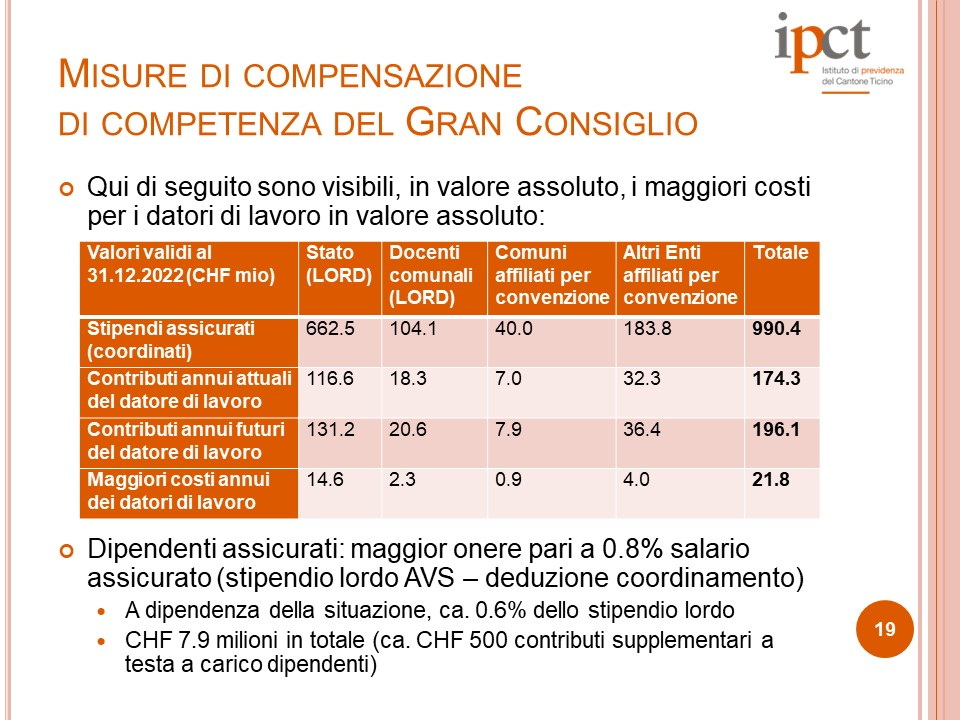 ipct
Istituto di previdenza
del Cantone Ticino
MISURE DI COMPENSAZIONE
DI COMPETENZA DEL GRAN CONSIGLIO
Qui di seguito sono visibili, in valore assoluto, i maggiori costi
per i datori di lavoro in valore assoluto:
Valori validi al 31.12.2022 (CHF mio) Stato (LORD) Docenti comunali (LORD) Comuni affiliati per convenzione Altri Enti affiliati per convenzione Totale
Stipendi assicurati (coordinati) 662.5 104.1 40.0 183.8 990.4
Contributi annui attuali del datore di lavoro 116.6 18.3 7.0 32.3 174.3
Contributi annui futuri del datore di lavoro 131.2 20.6 7.9 36.4 196.1
Maggiori costi annui dei datori di lavoro 14.6 2.3 0.9 4.0 21.8
Dipendenti assicurati: maggior onere pari a 0.8% salario
assicurato (stipendio lordo AVS – deduzione coordinamento)
A dipendenza della situazione, ca. 0.6% dello stipendio lordo
CHF 7.9 milioni in totale (ca. CHF 500 contributi supplementari a
testa a carico dipendenti)
19